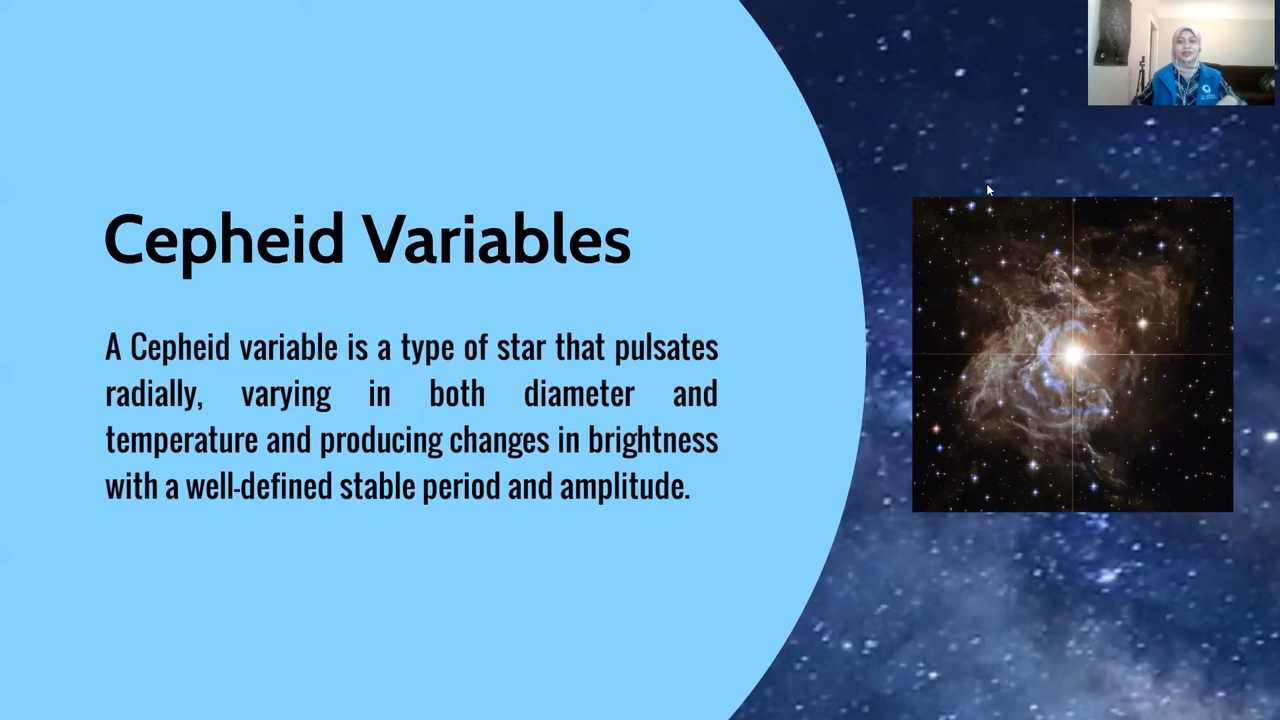 Cepheid Variables
A Cepheid variable is a type of star that pulsates
radially, varying in both diameter and
temperature and producing changes in brightness
with a well-defined stable period and amplitude.